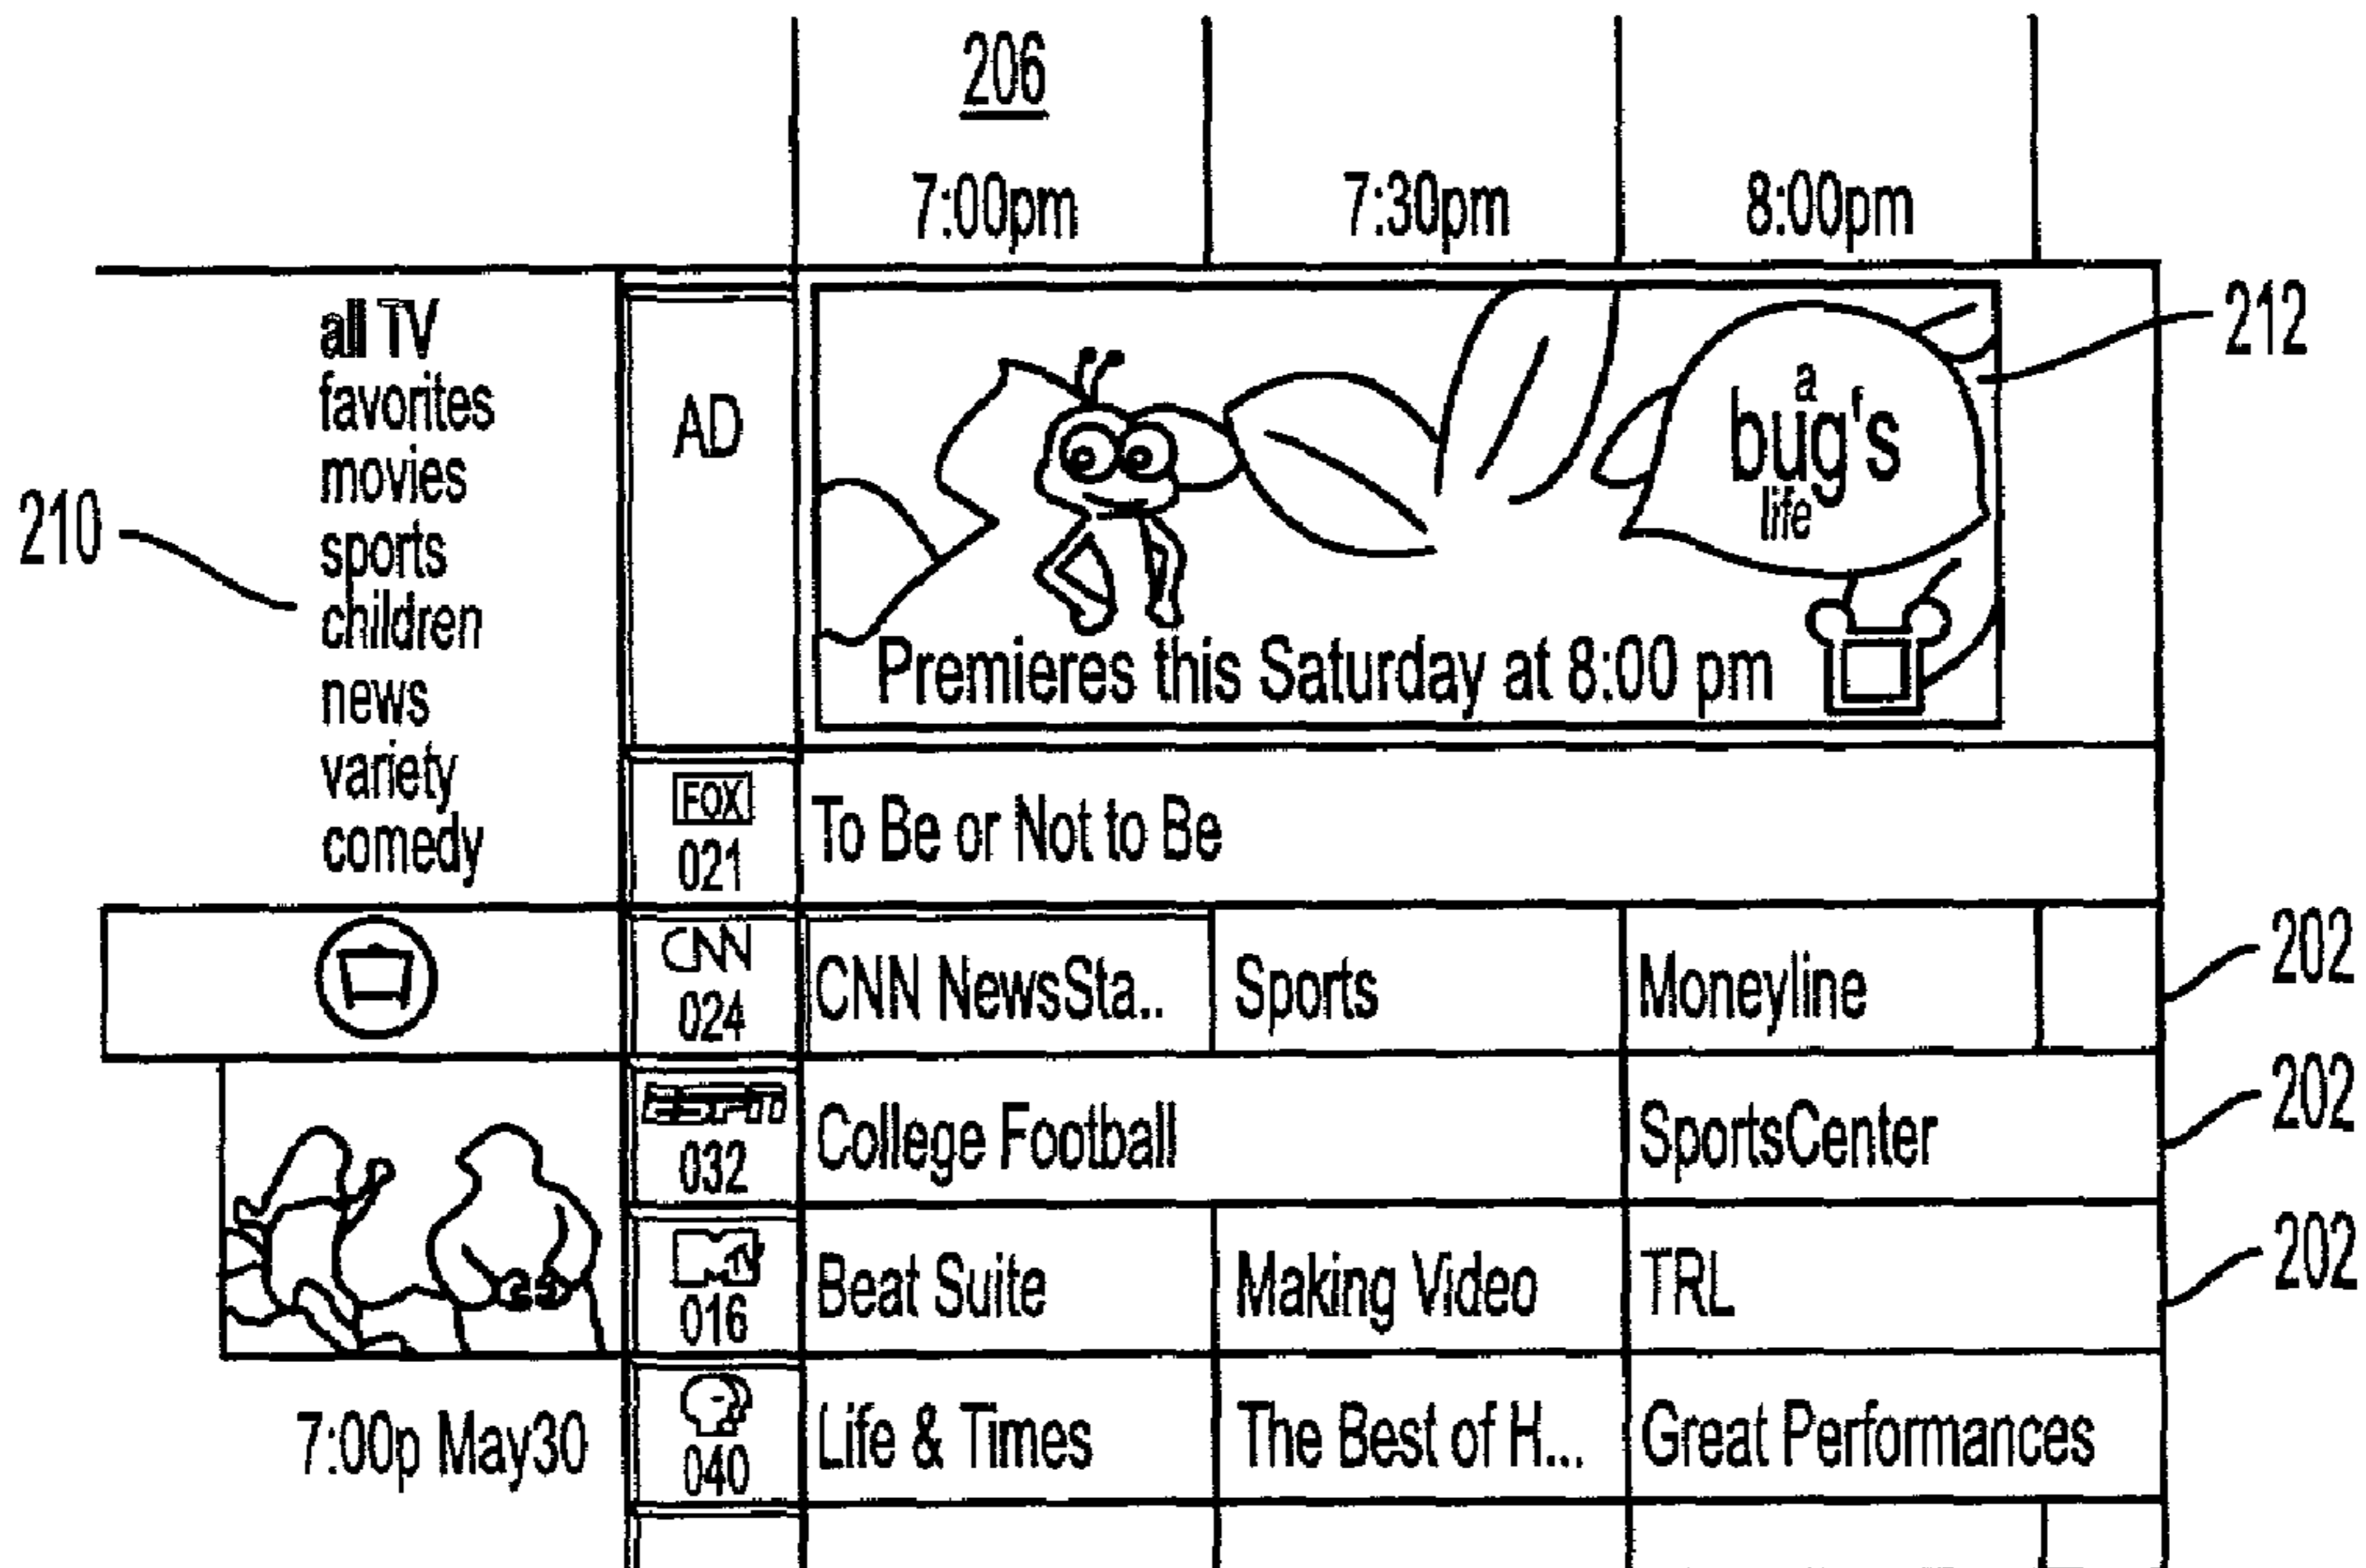 206
7:00pm 7:30pm 8:00pm
212
210
all TV
favorites
movies
sports
children
news
variety
comedy
AD
a
bug's
life
Premieres this Saturday at 8:00 pm
FOX
021
To Be or Not to Be
CNN
024
CNN NewsSta.. Sports Moneyline
202
ESPN
032
College Football SportsCenter
202
016
Beat Suite Making Video TRL
202
040
Life & Times The Best of H... Great Performances
7:00p May30